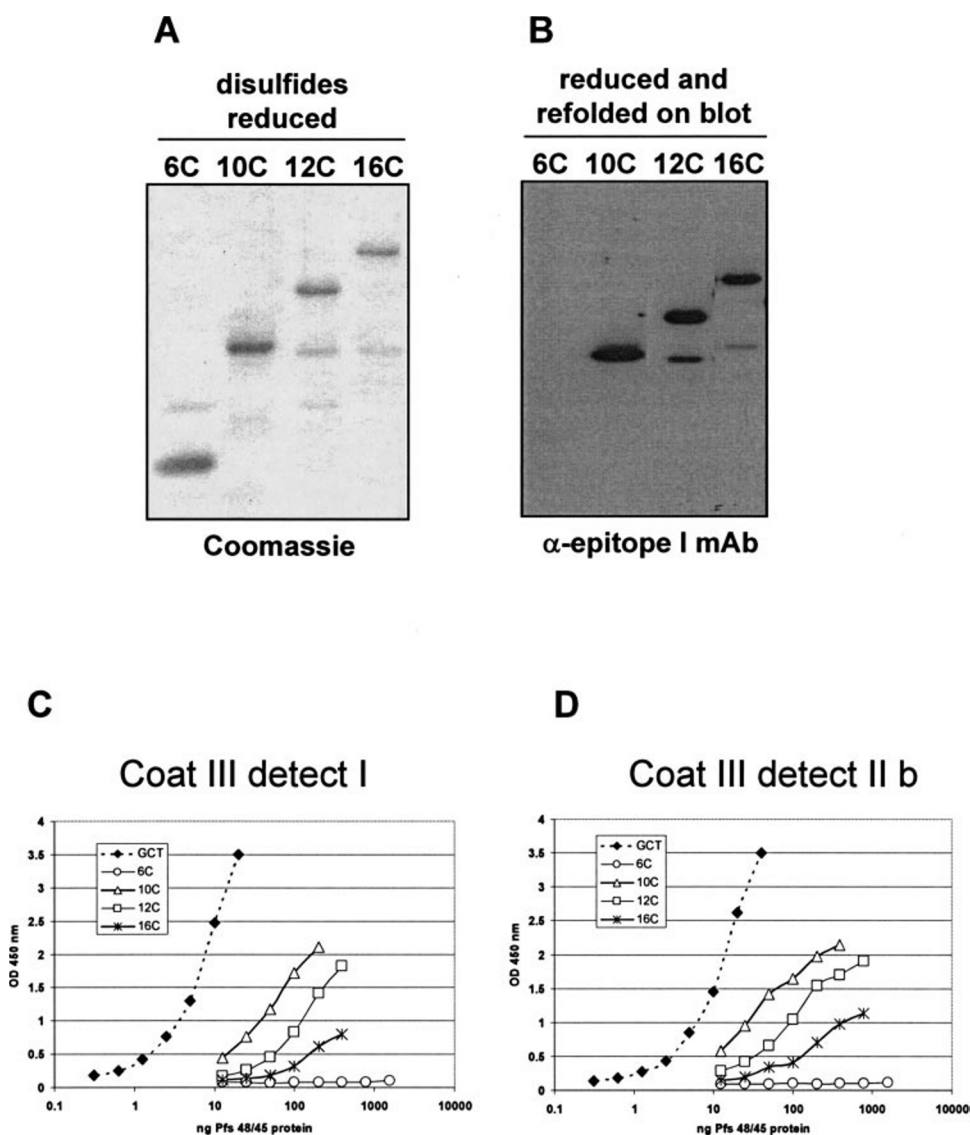 A
disulfides
reduced
6C 10C 12C 16C
Coomassie
B
reduced and
refolded on blot
6C 10C 12C 16C
α-epitope I mAb
C
Coat III detect I
4
3.5
3
2.5
2
1.5
1
0.5
0
OD 450 nm
GCT
6C
10C
12C
16C
0.1 1 10 100 1000 10000
ng Pfs 48/45 protein
D
Coat III detect II b
4
3.5
3
2.5
2
1.5
1
0.5
0
OD 450 nm
GCT
6C
10C
12C
16C
0.1 1 10 100 1000 10000
ng Pfs 48/45 protein